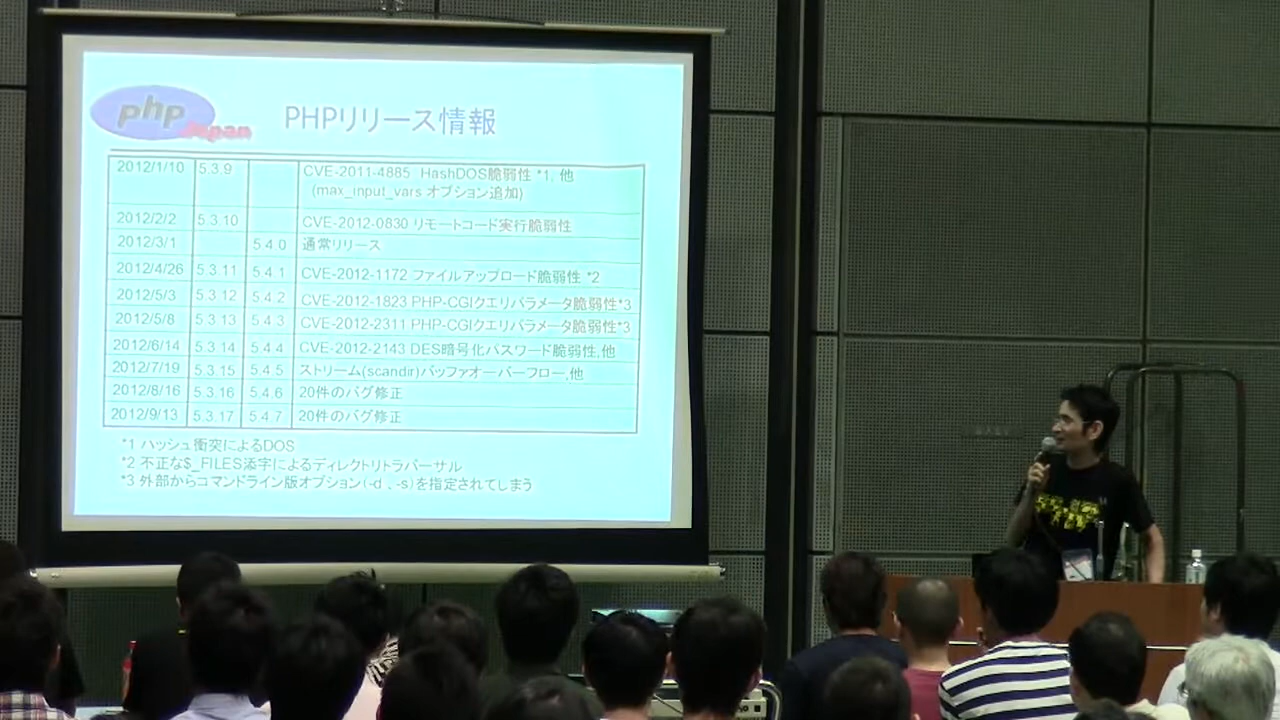 php
Japan
PHPリリース情報
2012/1/10 5.3.9 CVE-2011-4885 HashDOS脆弱性 *1, 他
(max_input_vars オプション追加)
2012/2/2 5.3.10 CVE-2012-0830 リモートコード実行脆弱性
2012/3/1 5.4.0 通常リリース
2012/4/26 5.3.11 5.4.1 CVE-2012-1172 ファイルアップロード脆弱性 *2
2012/5/3 5.3.12 5.4.2 CVE-2012-1823 PHP-CGIクエリパラメータ脆弱性*3
2012/5/8 5.3.13 5.4.3 CVE-2012-2311 PHP-CGIクエリパラメータ脆弱性*3
2012/6/14 5.3.14 5.4.4 CVE-2012-2143 DES暗号化パスワード脆弱性,他
2012/7/19 5.3.15 5.4.5 ストリーム(scandir)バッファオーバーフロー,他
2012/8/16 5.3.16 5.4.6 20件のバグ修正
2012/9/13 5.3.17 5.4.7 20件のバグ修正
*1 ハッシュ衝突によるDOS
*2 不正な$_FILES添字によるディレクトリトラバーサル
*3 外部からコマンドライン版オプション(-d 、-s)を指定されてしまう